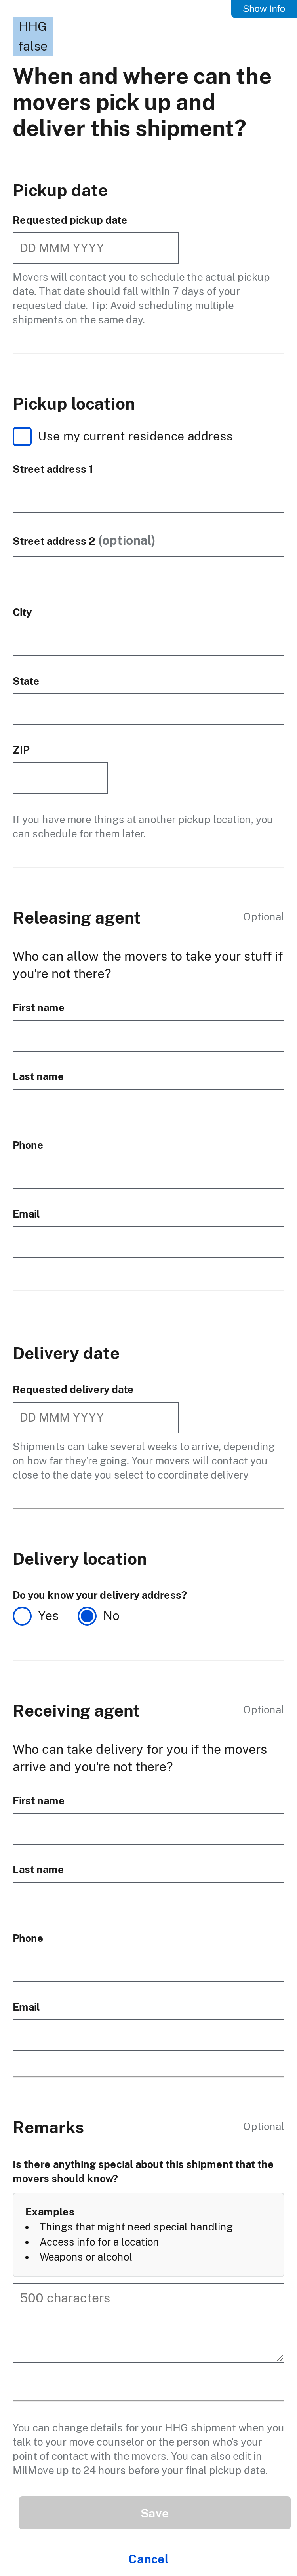 Show Info
HHG
false
When and where can the
movers pick up and
deliver this shipment?
Pickup date
Requested pickup date
DD MMM YYYY
Movers will contact you to schedule the actual pickup
date. That date should fall within 7 days of your
requested date. Tip: Avoid scheduling multiple
shipments on the same day.
Pickup location
Use my current residence address
Street address 1
Street address 2 (optional)
City
State
ZIP
If you have more things at another pickup location, you
can schedule for them later.
Releasing agent
Optional
Who can allow the movers to take your stuff if
you're not there?
First name
Last name
Phone
Email
Delivery date
Requested delivery date
DD MMM YYYY
Shipments can take several weeks to arrive, depending
on how far they're going. Your movers will contact you
close to the date you select to coordinate delivery
Delivery location
Do you know your delivery address?
Yes No
Receiving agent
Optional
Who can take delivery for you if the movers
arrive and you're not there?
First name
Last name
Phone
Email
Remarks
Optional
Is there anything special about this shipment that the
movers should know?
Examples
• Things that might need special handling
• Access info for a location
• Weapons or alcohol
500 characters
You can change details for your HHG shipment when you
talk to your move counselor or the person who's your
point of contact with the movers. You can also edit in
MilMove up to 24 hours before your final pickup date.
Save
Cancel